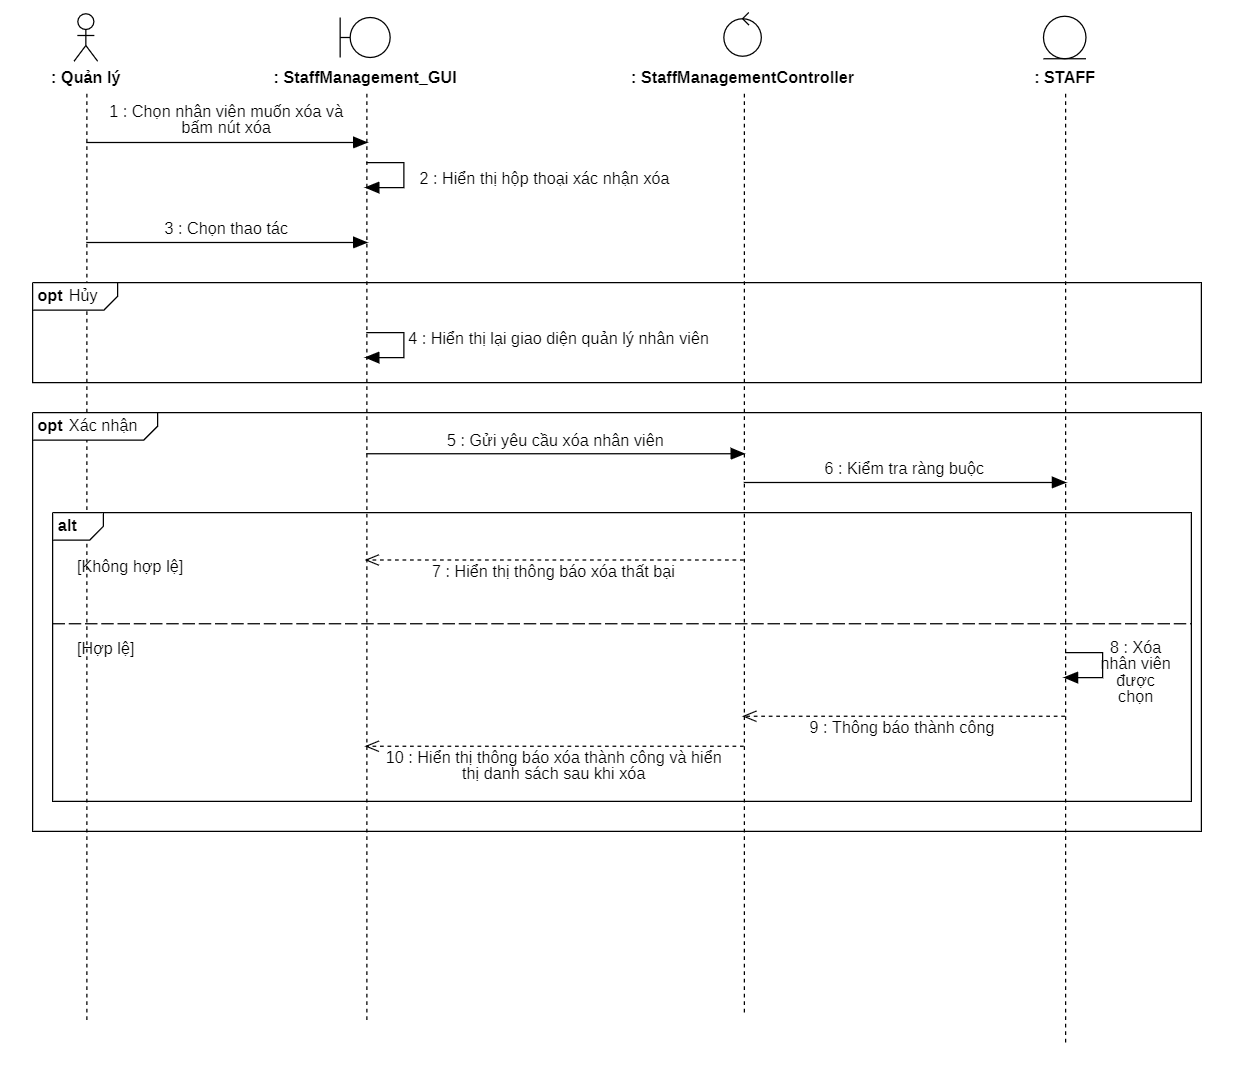 : Quản lý
: StaffManagement_GUI
: StaffManagementController
: STAFF
1 : Chọn nhân viên muốn xóa và
bấm nút xóa
2 : Hiển thị hộp thoại xác nhận xóa
3 : Chọn thao tác
opt Hủy
4 : Hiển thị lại giao diện quản lý nhân viên
opt Xác nhận
5 : Gửi yêu cầu xóa nhân viên
6 : Kiểm tra ràng buộc
alt
[Không hợp lệ]
7 : Hiển thị thông báo xóa thất bại
[Hợp lệ]
8 : Xóa
nhân viên
được
chọn
9 : Thông báo thành công
10 : Hiển thị thông báo xóa thành công và hiển
thị danh sách sau khi xóa